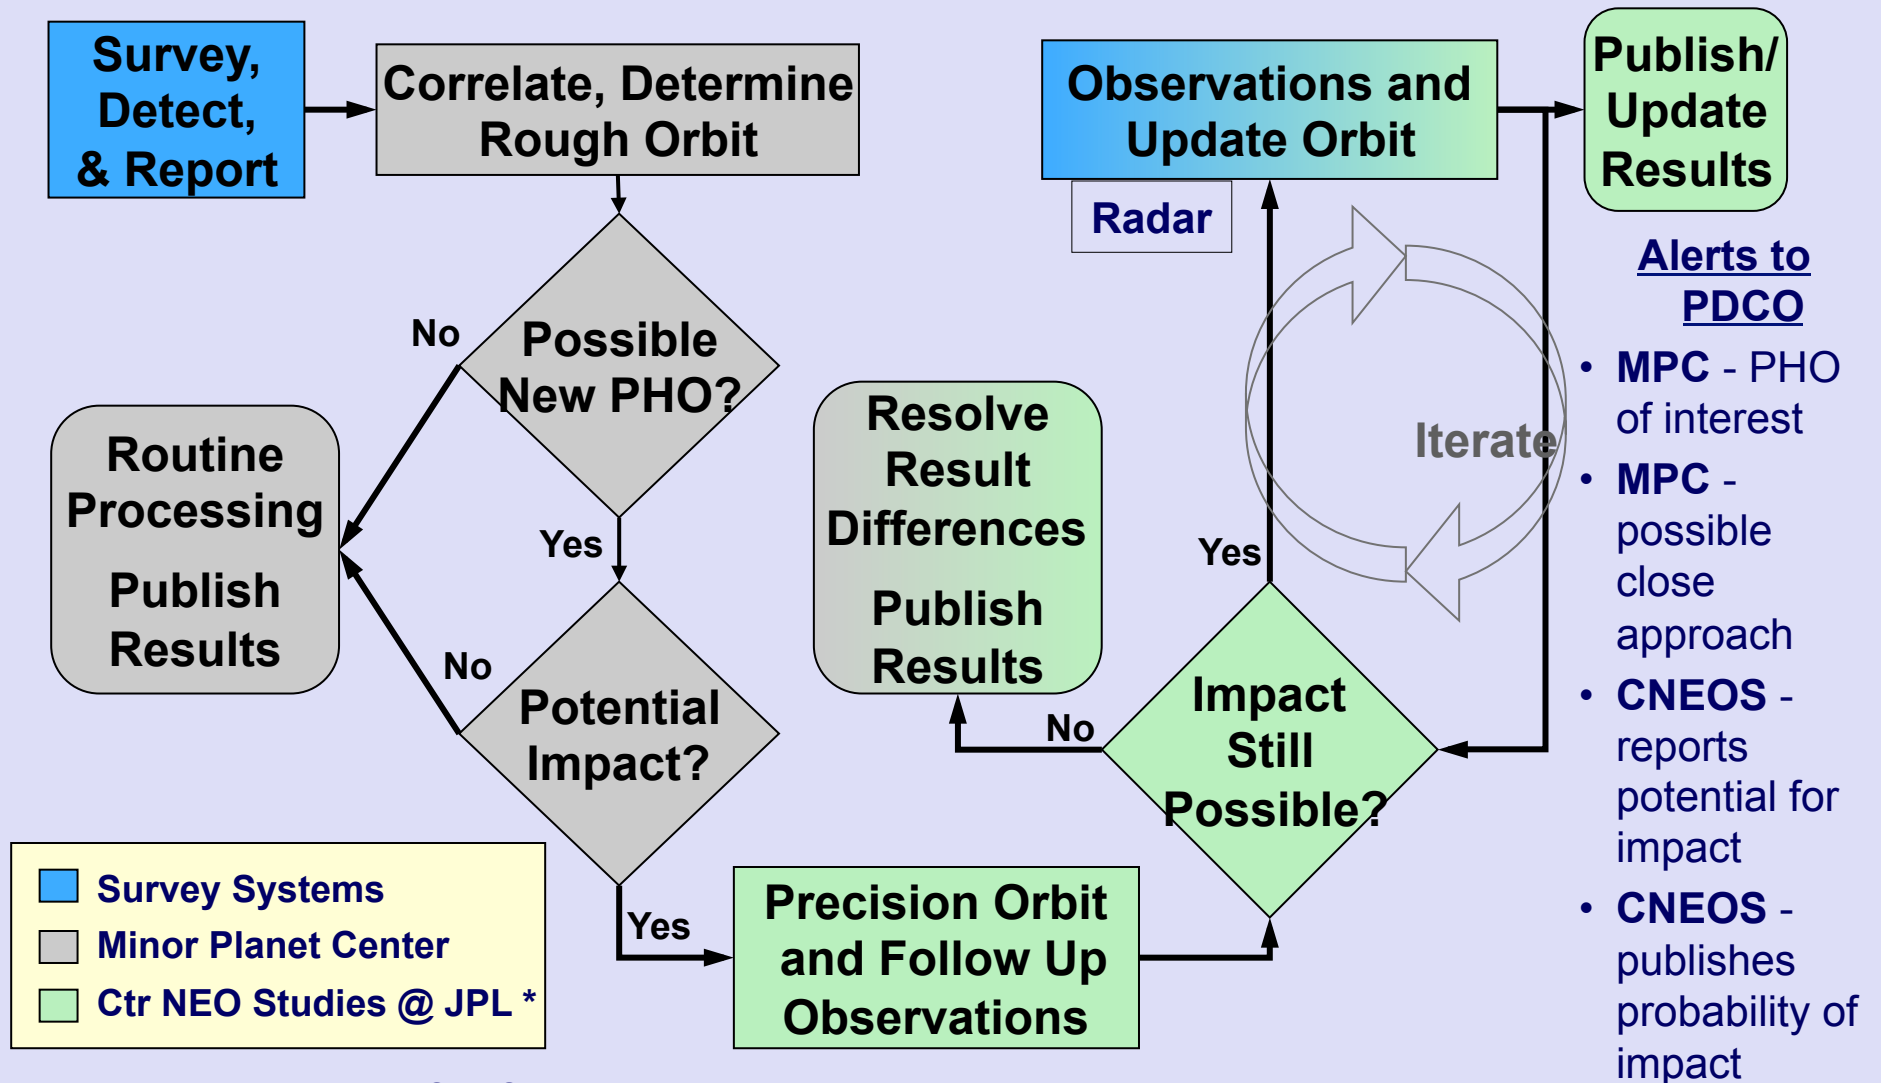 Survey,
Detect,
& Report
Correlate, Determine
Rough Orbit
Possible
New PHO?
No
Yes
Routine
Processing
Publish
Results
No
Potential
Impact?
Yes
Precision Orbit
and Follow Up
Observations
Impact
Still
Possible?
No
Yes
Resolve
Result
Differences
Publish
Results
Observations and
Update Orbit
Radar
Iterate
Publish/
Update
Results
Alerts to
PDCO
• MPC - PHO
of interest
• MPC -
possible
close
approach
• CNEOS -
reports
potential for
impact
• CNEOS -
publishes
probability of
impact
Survey Systems
Minor Planet Center
Ctr NEO Studies @ JPL *